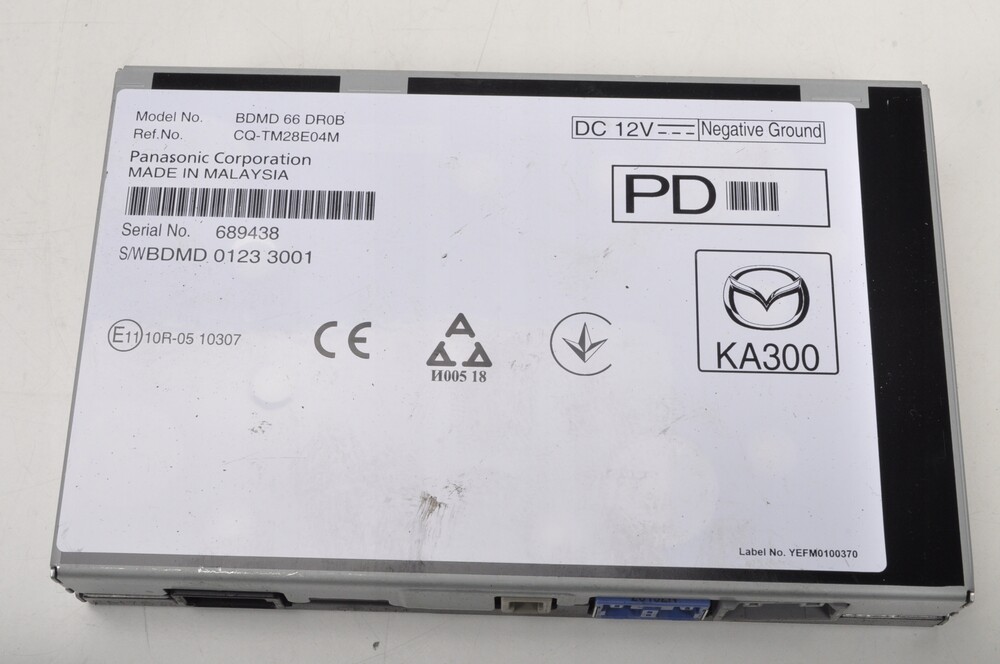 Model No. BDMD 66 DR0B
Ref.No. CQ-TM28E04M
Panasonic Corporation
MADE IN MALAYSIA
Serial No. 689438
S/WBDMD 0123 3001
DC 12V Negative Ground
PD
KA300
E11 10R-05 10307
CE
И005 18
Label No. YEFM0100370
B